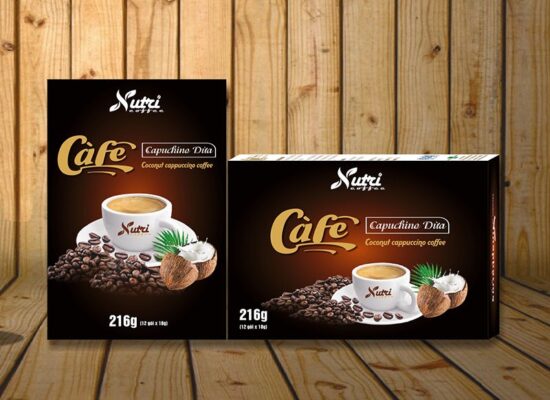 Nutri
coffee
Càfe
Capuchino Dừa
Coconut cappuccino coffee
Nutri
216g (12 gói x 18g)
Nutri
coffee
Càfe
Capuchino Dừa
Coconut cappuccino coffee
Nutri
216g
(12 gói x 18g)